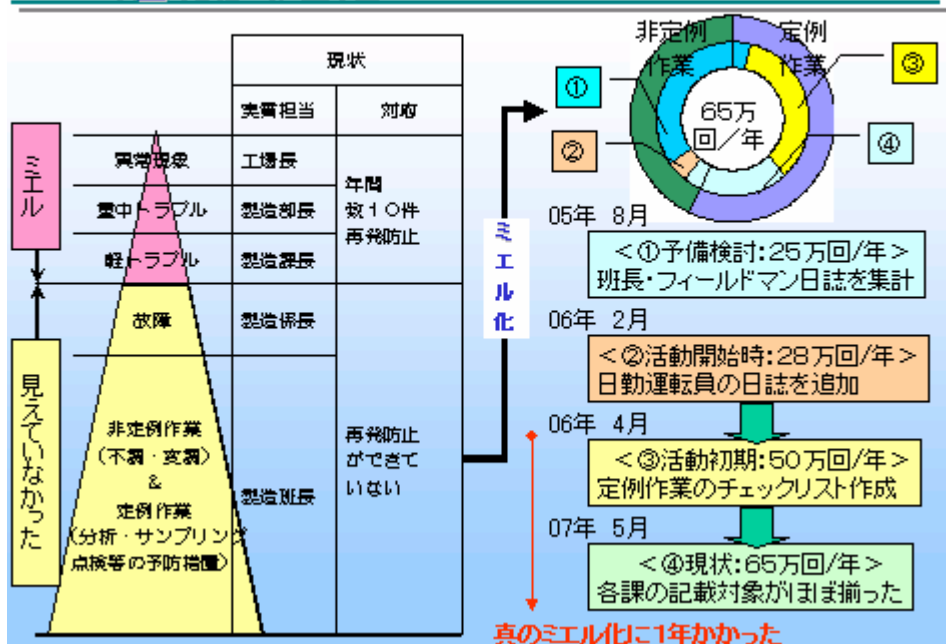 現状
実質担当
対応
ミエル
異常現象
工場長
重中トラブル
製造部長
軽トラブル
製造課長
年間
数10件
再発防止
見えていなかった
故障
製造係長
非定例作業
(不調・変調)
&
定例作業
(分析・サンプリング
点検等の予防措置)
製造班長
再発防止
ができて
いない
ミエル化
非定例
作業
定例
作業
①
②
③
④
65万
回/年
05年 8月
<①予備検討:25万回/年>
班長・フィールドマン日誌を集計
06年 2月
<②活動開始時:28万回/年>
日勤運転員の日誌を追加
06年 4月
<③活動初期:50万回/年>
定例作業のチェックリスト作成
07年 5月
<④現状:65万回/年>
各課の記載対象がほぼ揃った
真のミエル化に1年かかった